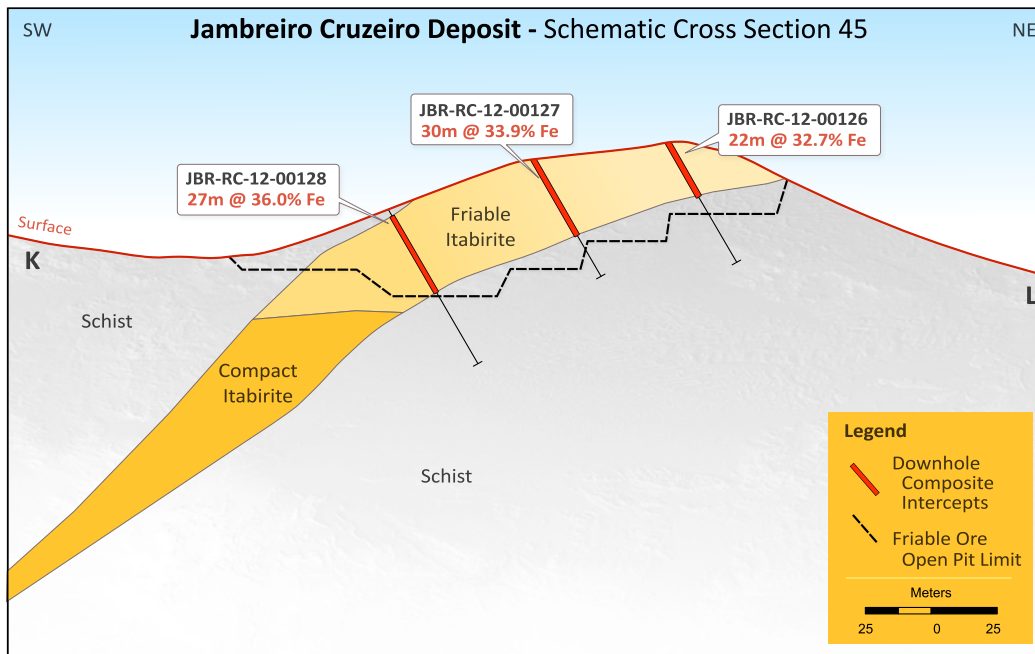 SW
Jambreiro Cruzeiro Deposit - Schematic Cross Section 45
NE
JBR-RC-12-00127
30m @ 33.9% Fe
JBR-RC-12-00126
22m @ 32.7% Fe
JBR-RC-12-00128
27m @ 36.0% Fe
Surface
Friable
Itabirite
K
L
Schist
Compact
Itabirite
Schist
Legend
Downhole
Composite
Intercepts
Friable Ore
Open Pit Limit
Meters
25 0 25